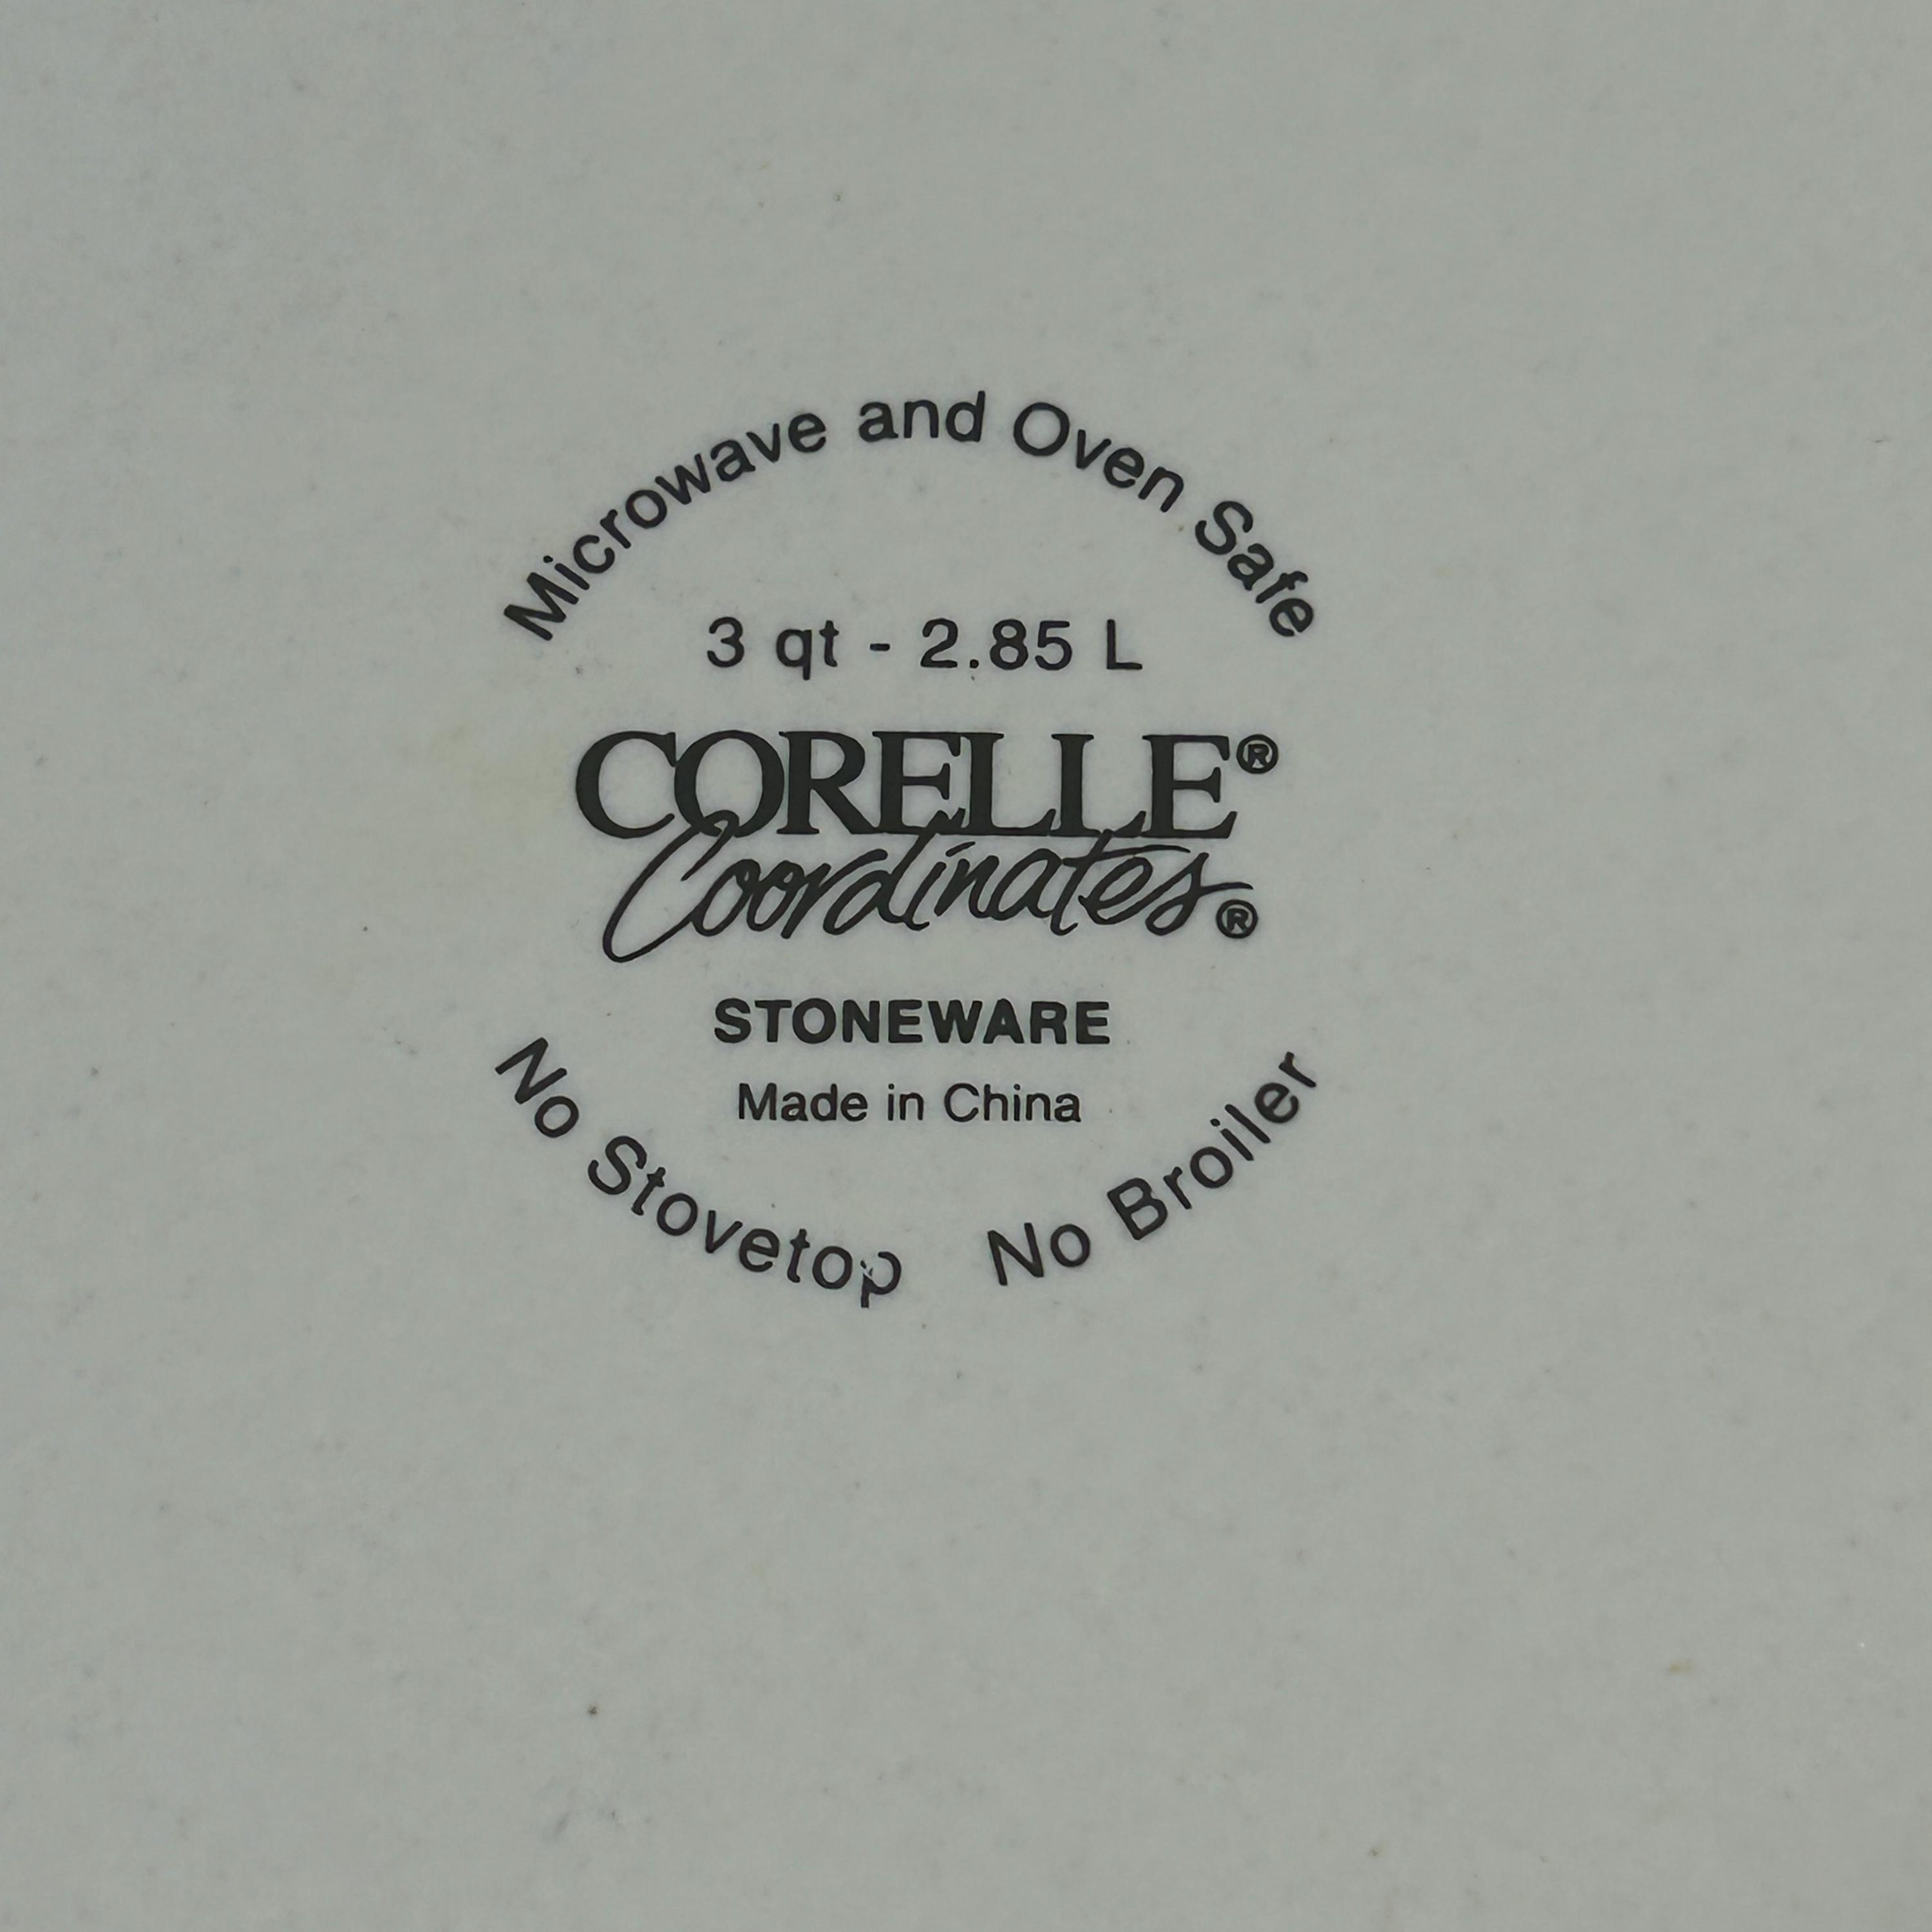 Microwave and Oven Safe
3 qt - 2.85 L
CORELLE®
Coordinates®
STONEWARE
Made in China
No Stovetop No Broiler